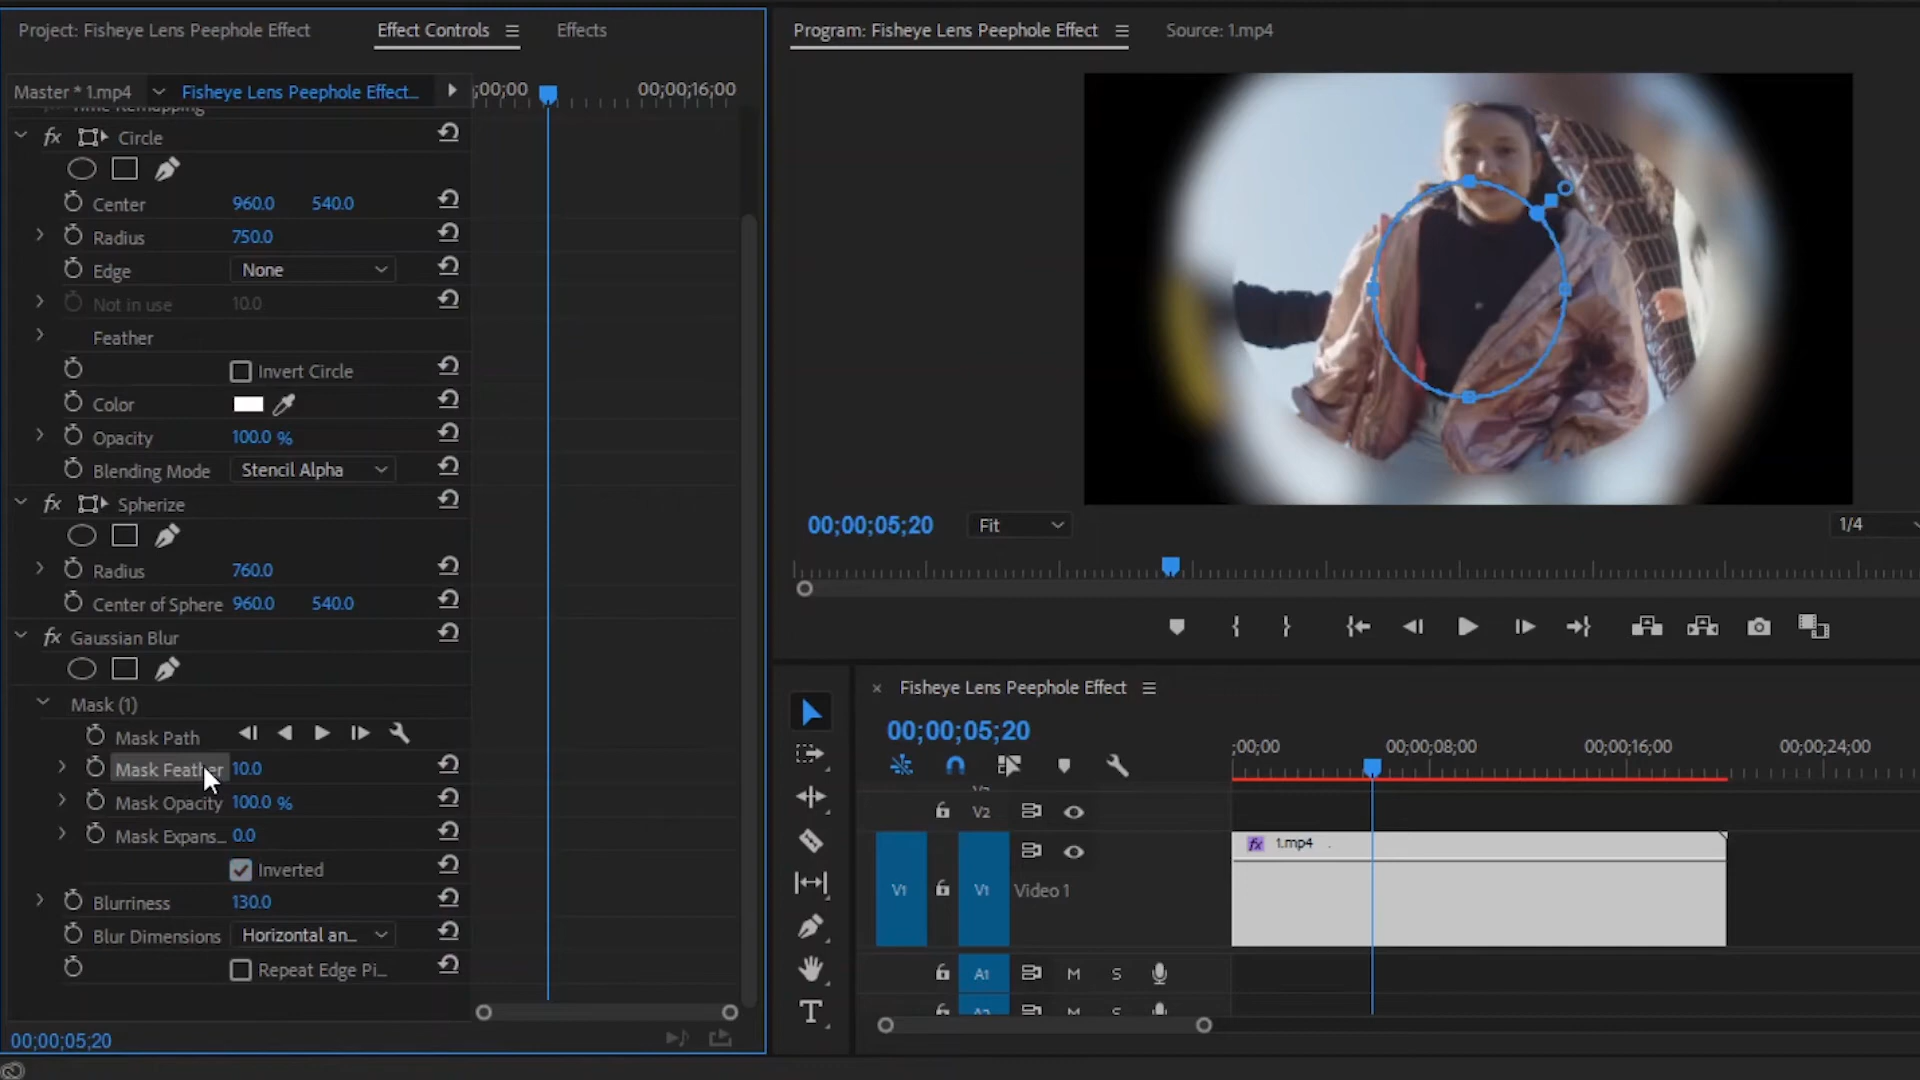 Project: Fisheye Lens Peephole Effect
Effect Controls
Effects
Master * 1.mp4
Fisheye Lens Peephole Effect...
;00;00
00;00;16;00
Time Remapping
fx Circle
Center 960.0 540.0
Radius 750.0
Edge None
Not in use 10.0
Feather
Invert Circle
Color
Opacity 100.0 %
Blending Mode Stencil Alpha
fx Spherize
Radius 760.0
Center of Sphere 960.0 540.0
fx Gaussian Blur
Mask (1)
Mask Path
Mask Feather 10.0
Mask Opacity 100.0 %
Mask Expans... 0.0
Inverted
Blurriness 130.0
Blur Dimensions Horizontal an...
Repeat Edge Pi...
00;00;05;20
Program: Fisheye Lens Peephole Effect
Source: 1.mp4
00;00;05;20
Fit
1/4
× Fisheye Lens Peephole Effect
00;00;05;20
;00;00
00;00;08;00
00;00;16;00
00;00;24;00
V2
V1 V1 Video 1
fx 1.mp4
A1 M S